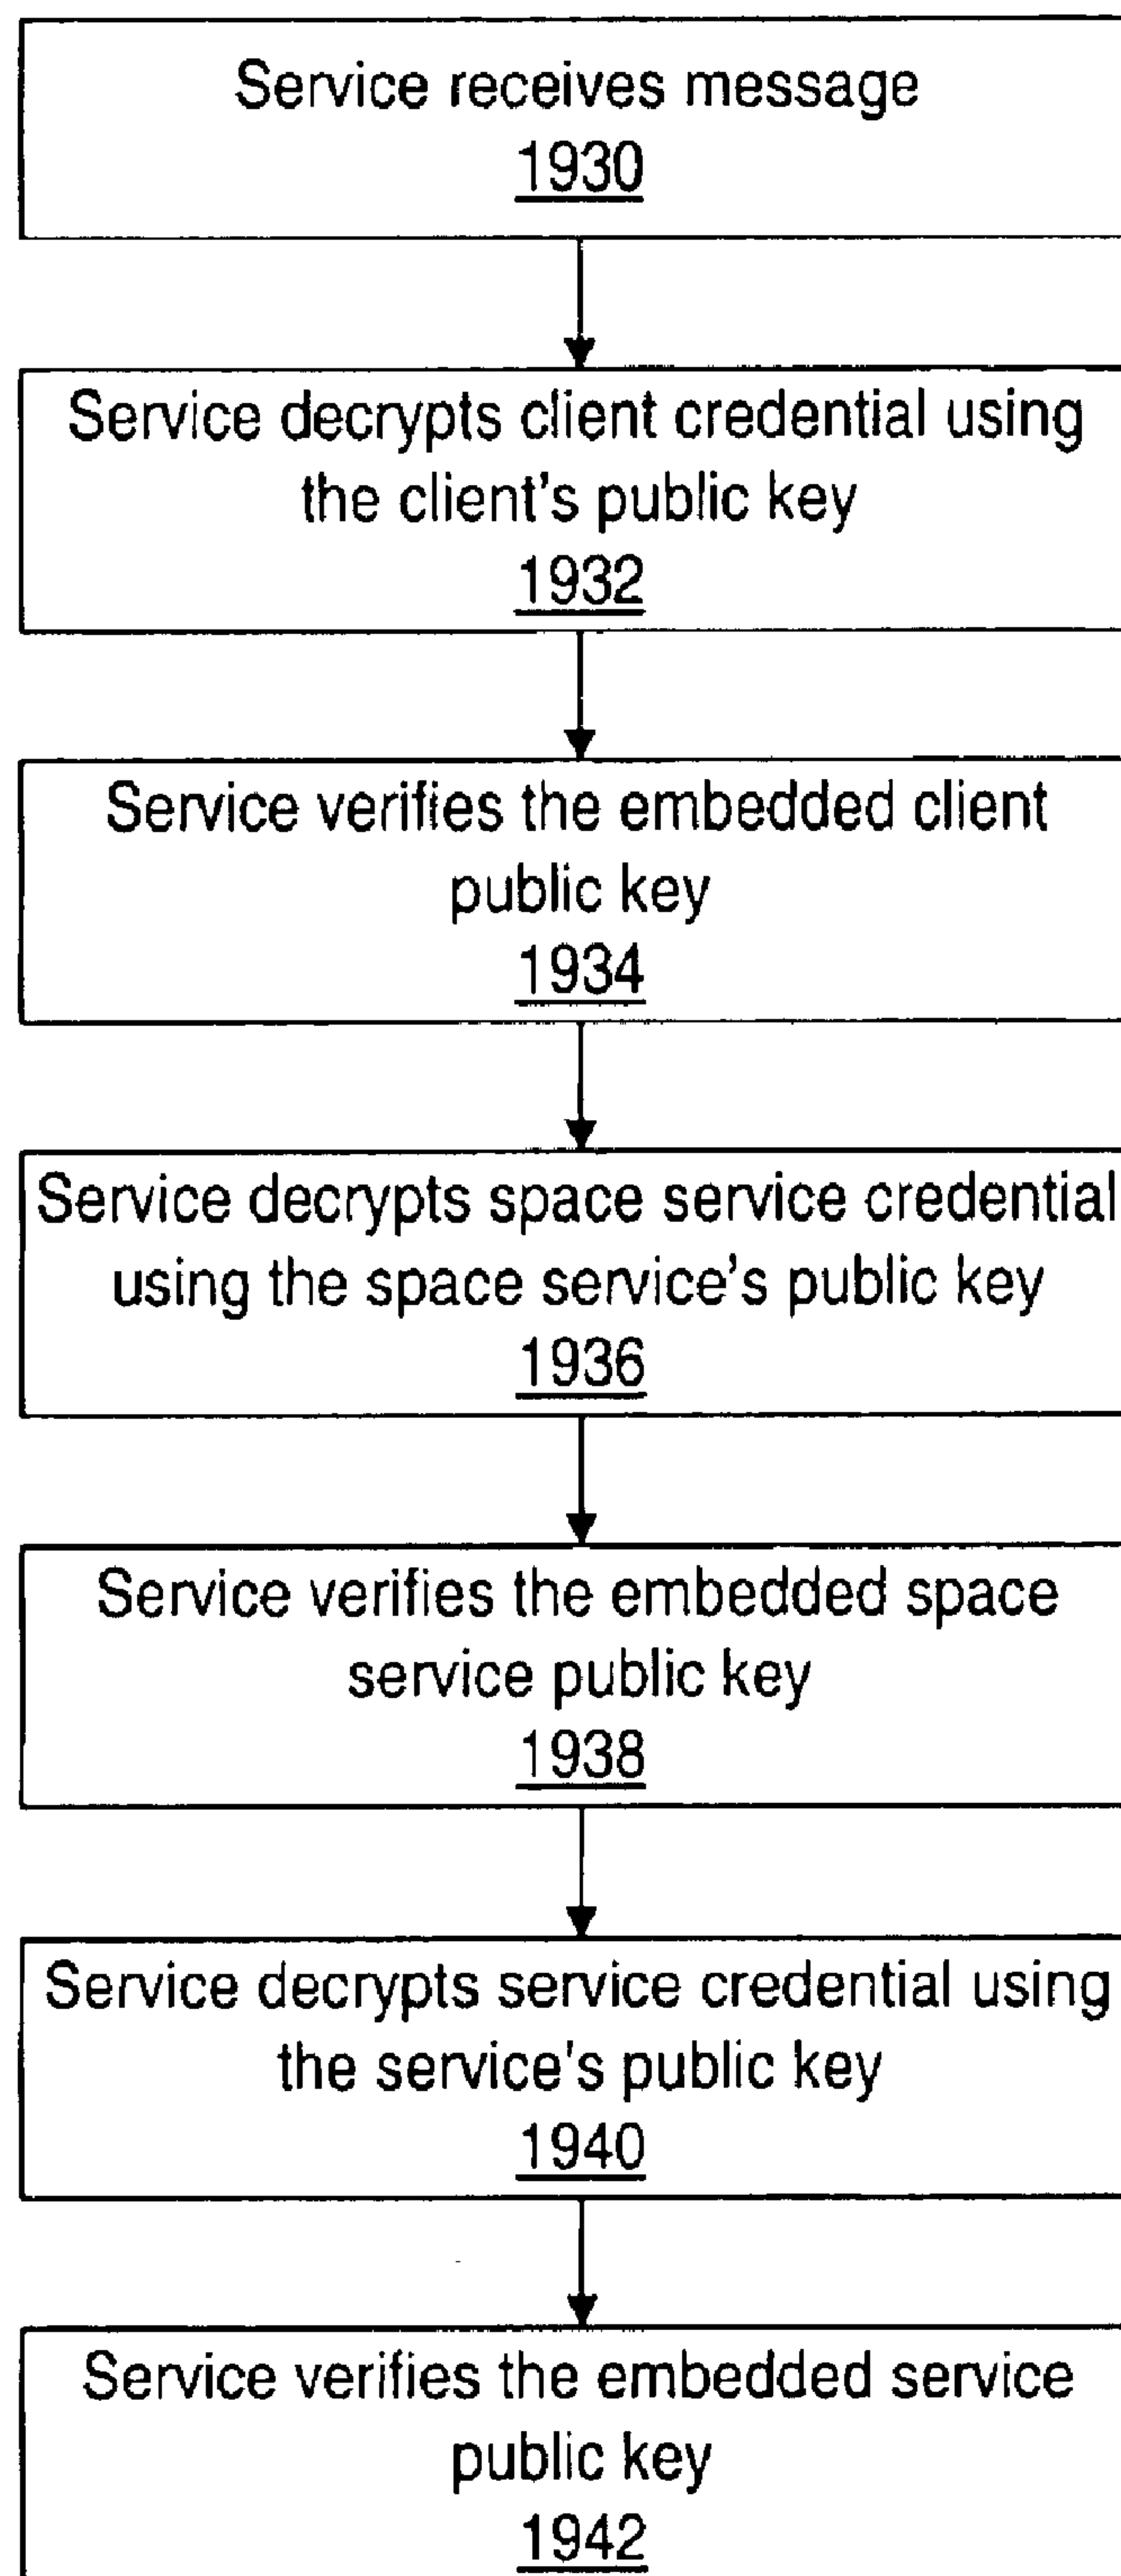 Service receives message
1930
Service decrypts client credential using
the client's public key
1932
Service verifies the embedded client
public key
1934
Service decrypts space service credential
using the space service's public key
1936
Service verifies the embedded space
service public key
1938
Service decrypts service credential using
the service's public key
1940
Service verifies the embedded service
public key
1942